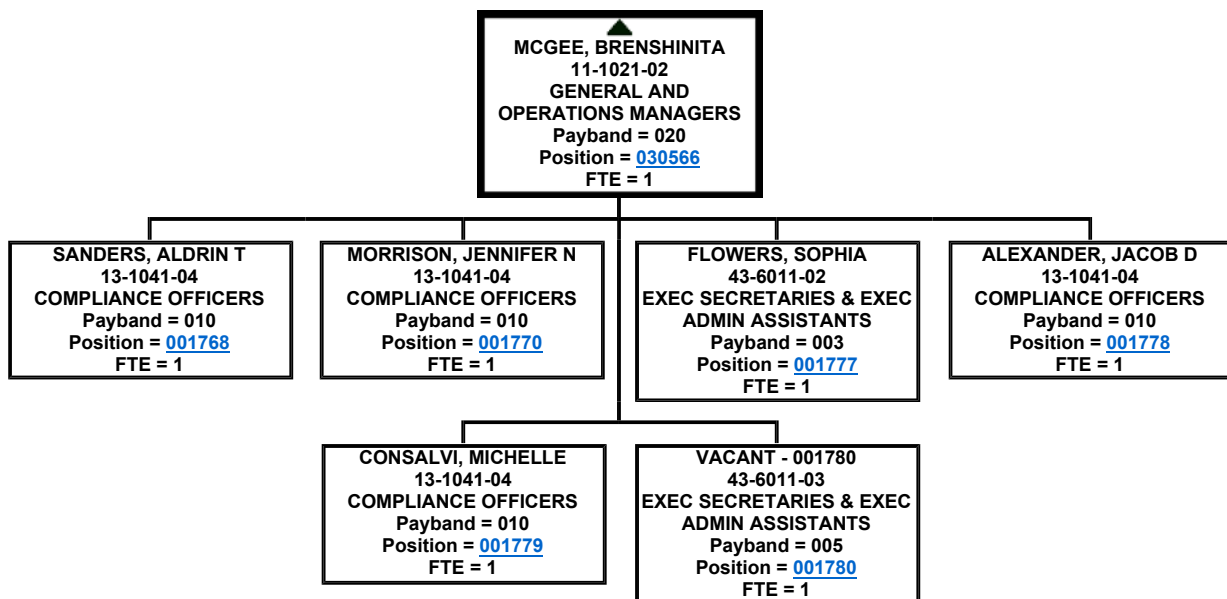 MCGEE, BRENSHINITA
11-1021-02
GENERAL AND
OPERATIONS MANAGERS
Payband = 020
Position = 030566
FTE = 1
SANDERS, ALDRIN T
13-1041-04
COMPLIANCE OFFICERS
Payband = 010
Position = 001768
FTE = 1
MORRISON, JENNIFER N
13-1041-04
COMPLIANCE OFFICERS
Payband = 010
Position = 001770
FTE = 1
FLOWERS, SOPHIA
43-6011-02
EXEC SECRETARIES & EXEC
ADMIN ASSISTANTS
Payband = 003
Position = 001777
FTE = 1
ALEXANDER, JACOB D
13-1041-04
COMPLIANCE OFFICERS
Payband = 010
Position = 001778
FTE = 1
CONSALVI, MICHELLE
13-1041-04
COMPLIANCE OFFICERS
Payband = 010
Position = 001779
FTE = 1
VACANT - 001780
43-6011-03
EXEC SECRETARIES & EXEC
ADMIN ASSISTANTS
Payband = 005
Position = 001780
FTE = 1